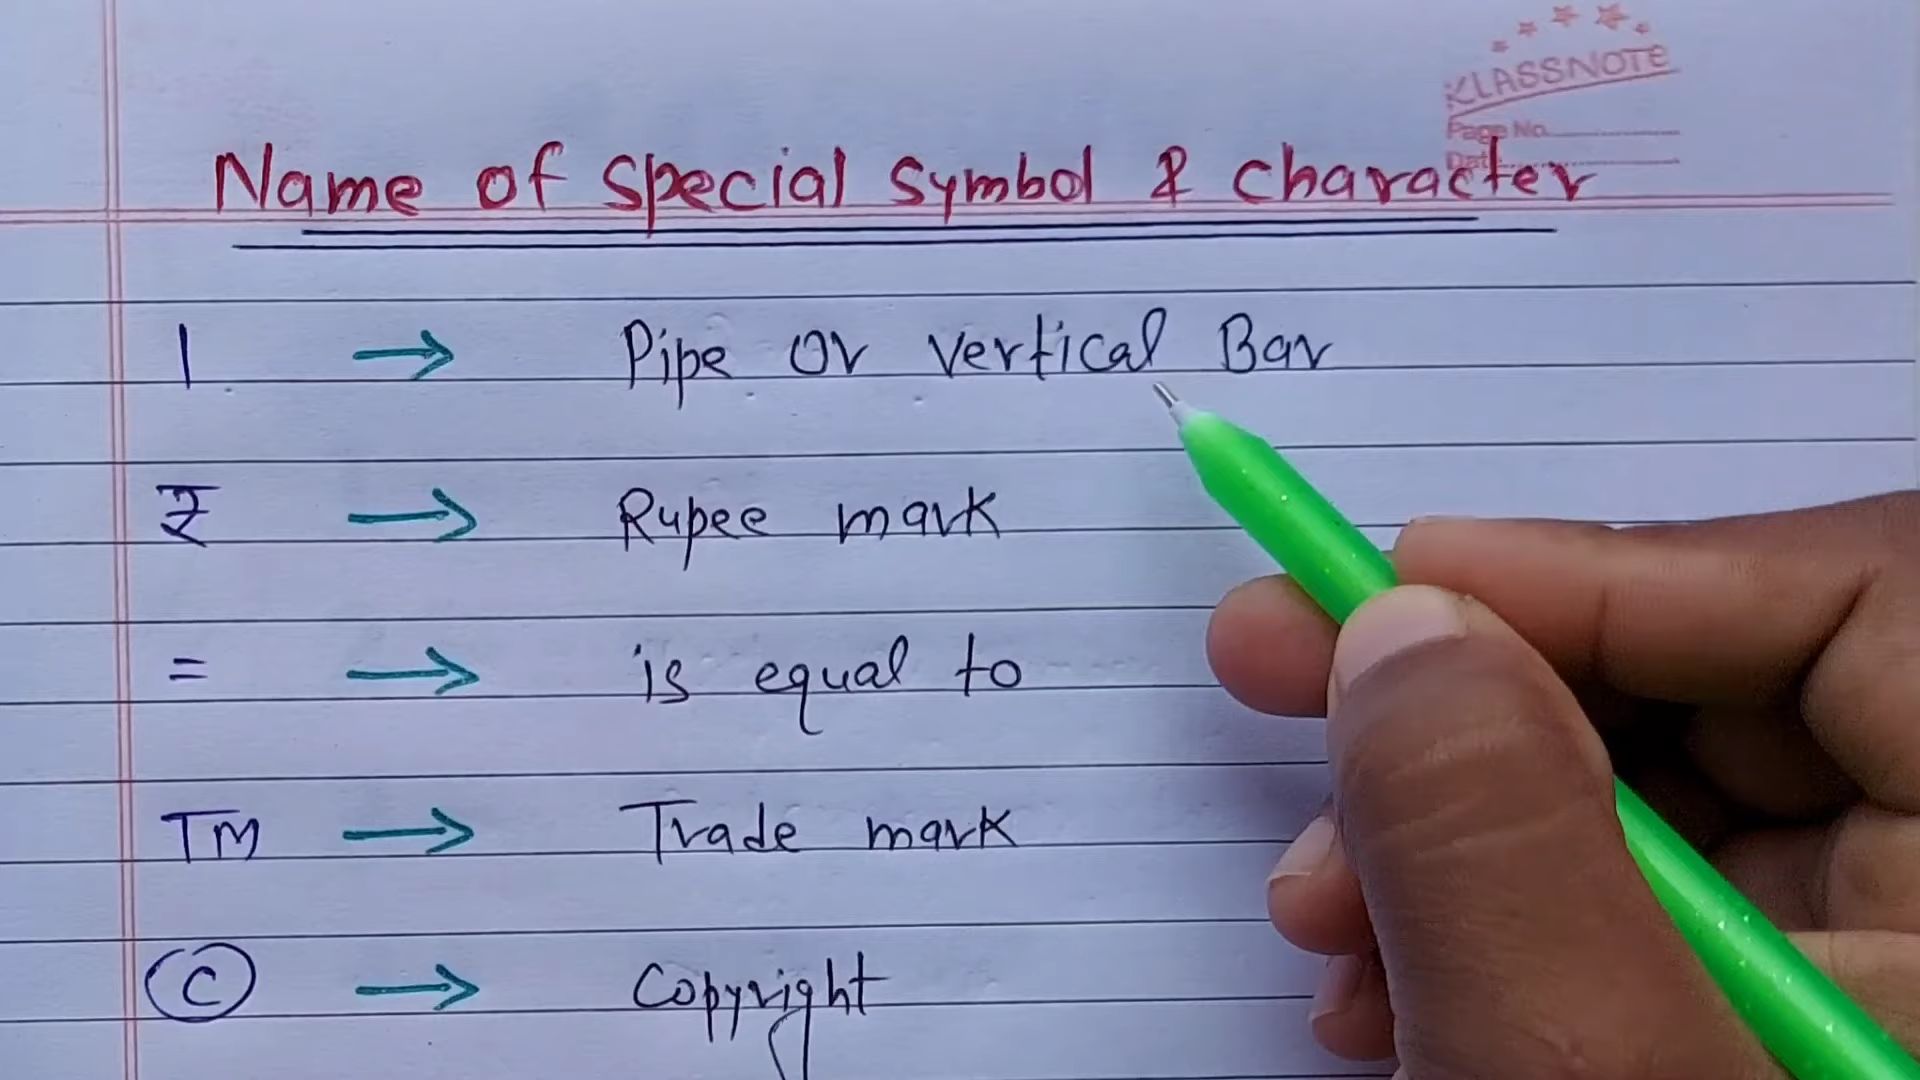 KLASSNOTE
Page No.
Date
Name of special symbol & character
| → Pipe or vertical Bar
₹ → Rupee mark
= → is equal to
TM → Trade mark
© → Copyright